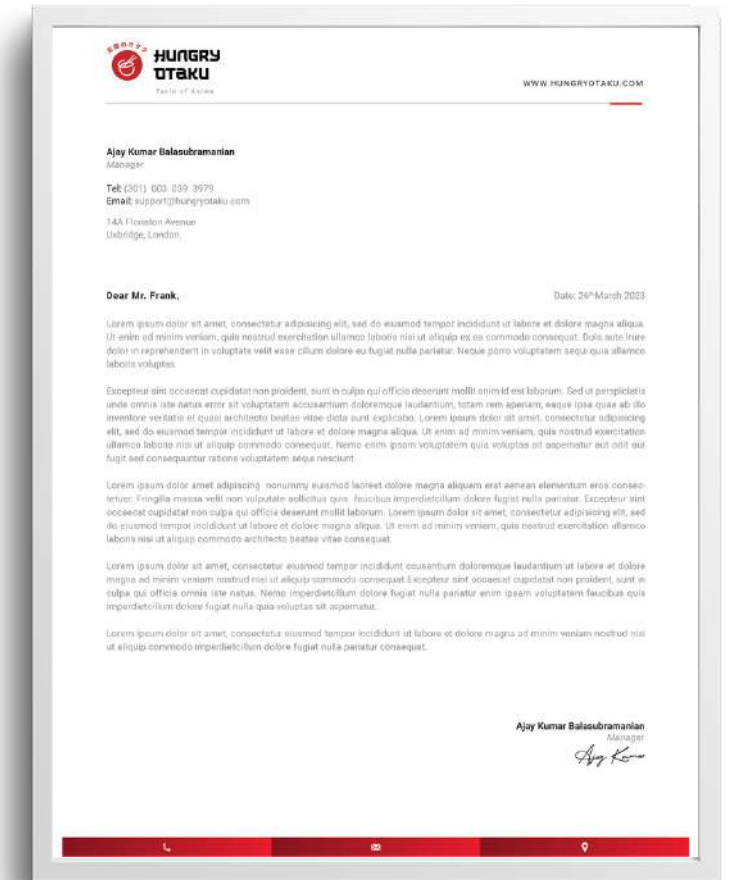 HUNGRY
OTAKU
Taste of Anime
WWW.HUNGRYOTAKU.COM
Ajay Kumar Balasubramanian
Manager
Tel: (301) 003 039 3979
Email: support@hungryotaku.com
14A Avenue
Uxbridge, London.
Dear Mr. Frank,
Date: 24th March 2023
Lorem ipsum dolor sit amet, consectetur adipisicing elit, sed do eiusmod tempor incididunt ut labore et dolore magna aliqua.
Ut enim ad minim veniam, quis nostrud exercitation ullamco laboris nisi ut aliquip ex ea commodo consequat. Duis aute irure
dolor in reprehenderit in voluptate velit esse cillum dolore eu fugiat nulla pariatur. Neque porro voluptatem sequi quia ullamco
laboris voluptas.
Excepteur sint occaecat cupidatat non proident, sunt in culpa qui officia deserunt mollit enim id est laborum. Sed ut perspiciatis
unde omnis iste natus error sit voluptatem accusantium doloremque laudantium, totam rem aperiam, eaque ipsa quae ab illo
inventore veritatis et quasi architecto beatae vitae dicta sunt explicabo. Lorem ipsum dolor sit amet, consectetur adipisicing
elit, sed do eiusmod tempor incididunt ut labore et dolore magna aliqua. Ut enim ad minim veniam, quis nostrud exercitation
ullamco laboris nisi ut aliquip commodo consequat. Nemo enim ipsam voluptatem quia voluptas sit aspernatur aut odit aut
fugit sed consequuntur ratione voluptatem sequi nesciunt.
Lorem ipsum dolor amet adipiscing nonummy euismod laoreet dolore magna aliquam erat aenean elementum eros consec-
tetuer. Fringilla massa velit non vulputate sollicitus quis faucibus imperdietcillum dolore fugiat nulla pariatur. Excepteur sint
occaecat cupidatat non culpa qui officia deserunt mollit laborum. Lorem ipsum dolor sit amet, consectetur adipisicing elit, sed
do eiusmod tempor incididunt ut labore et dolore magna aliqua. Ut enim ad minim veniam, quis nostrud exercitation ullamco
laboris nisi ut aliquip commodo architecto beatae vitae consequat.
Lorem ipsum dolor sit amet, consectetur eiusmod tempor incididunt ccusantium doloremque laudantium ut labore et dolore
magna ad minim veniam nostrud nisi ut aliquip commodo consequat Excepteur sint occaecat cupidatat non proident, sunt in
culpa qui officia omnis iste natus. Nemo imperdietcillum dolore fugiat nulla pariatur enim ipsam voluptatem faucibus quis
imperdietcillum dolore fugiat nulla quia voluptas sit aspernatur.
Lorem ipsum dolor sit amet, consectetur eiusmod tempor incididunt ut labore et dolore magna ad minim veniam nostrud nisi
ut aliquip commodo imperdietcillum dolore fugiat nulla pariatur consequat.
Ajay Kumar Balasubramanian
Manager
Ajay Kumar